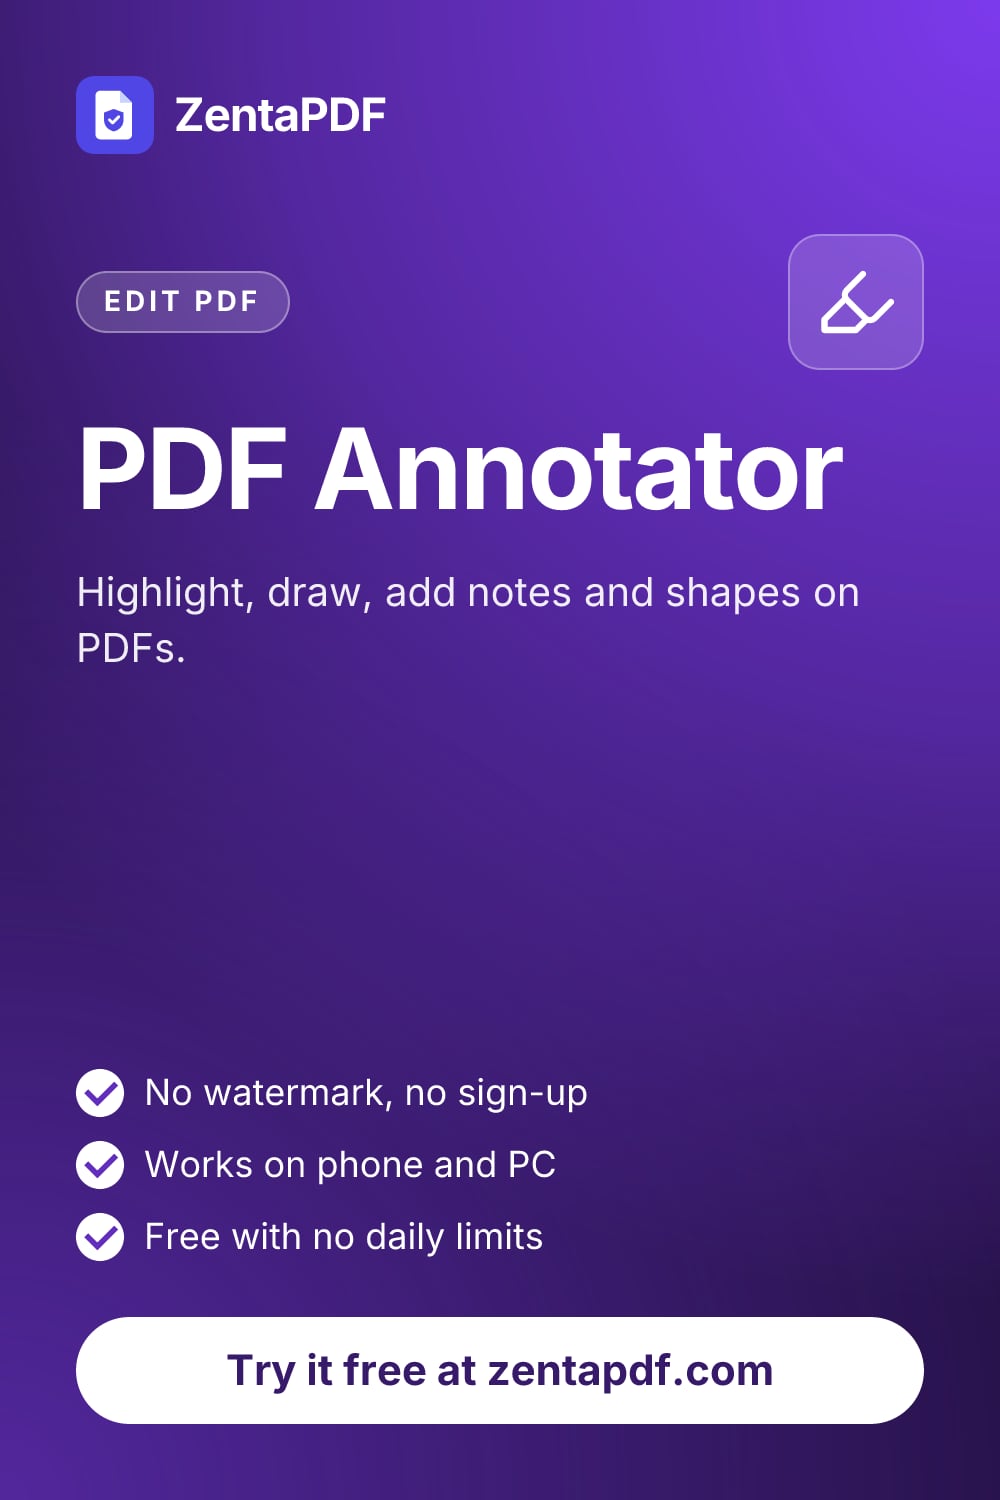 ZentaPDF
EDIT PDF
PDF Annotator
Highlight, draw, add notes and shapes on
PDFs.
No watermark, no sign-up
Works on phone and PC
Free with no daily limits
Try it free at zentapdf.com